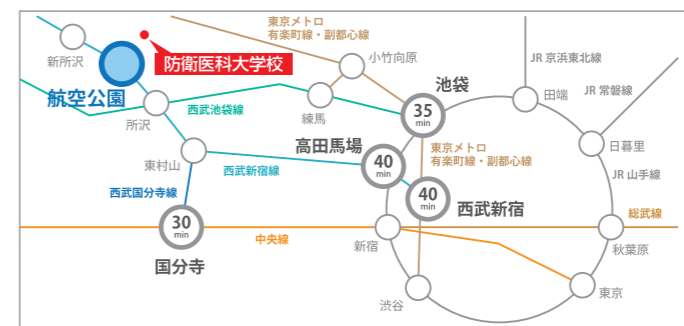 東京メトロ
有楽町線・副都心線
JR 京浜東北線
新所沢
防衛医科大学校
小竹向原
航空公園
池袋
JR 常磐線
西武池袋線
練馬
35
min
田端
所沢
高田馬場
東京メトロ
有楽町線・副都心線
日暮里
東村山
西武新宿線
40
min
JR 山手線
西武国分寺線
40
min
西武新宿
総武線
30
min
中央線
新宿
秋葉原
国分寺
渋谷
東京